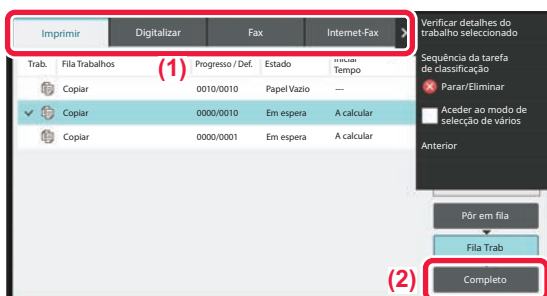 Imprimir Digitalizar Fax Internet-Fax
(1)
Trab. Fila Trabalhos Progresso / Def. Estado Inicial Tempo
Copiar 0010/0010 Papel Vazio ---
Copiar 0000/0010 Em espera A calcular
Copiar 0000/0001 Em espera A calcular
Verificar detalhes do
trabalho seleccionado
Sequência da tarefa
de classificação
Parar/Eliminar
Aceder ao modo de
selecção de vários
Anterior
Pôr em fila
Fila Trab
(2)
Completo